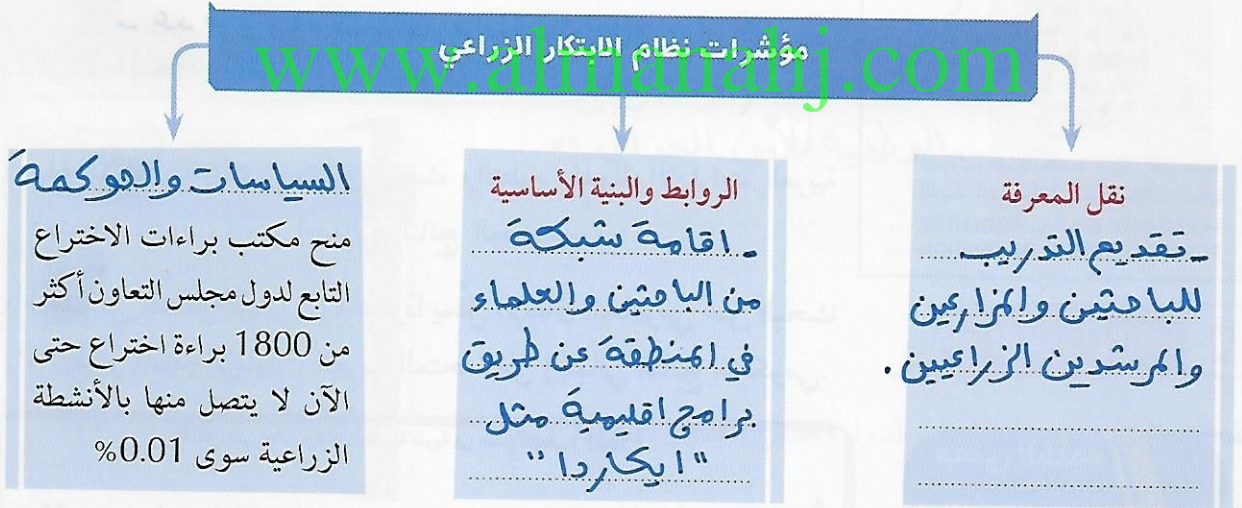 مؤشرات نظام الابتكار الزراعي
www.almanahj.com
نقل المعرفة
- تقديم التدريب
للباحثين والمزارعين
والمرشدين الزراعيين.
الروابط والبنية الأساسية
- اقامة شبكة
من الباحثين والعلماء
في المنطقة عن طريق
برامج اقليمية مثل
"ايكاردا"
السياسات والحوكمة
منح مكتب براءات الاختراع
التابع لدول مجلس التعاون أكثر
من 1800 براءة اختراع حتى
الآن لا يتصل منها بالأنشطة
الزراعية سوى 0.01%